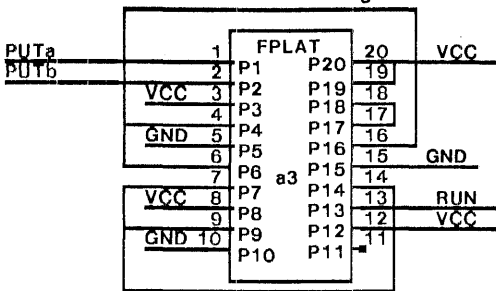 FPLAT
PUTa 1 P1 P20 20 VCC
PUTb 2 P2 P19 19
VCC 3 P3 P18 18
4 P4 P17 17
GND 5 P5 P16 16
6 P6 P15 15 GND
7 P7 a3 P14 14
VCC 8 P8 P13 13 RUN
9 P9 P12 12 VCC
GND 10 P10 P11 11